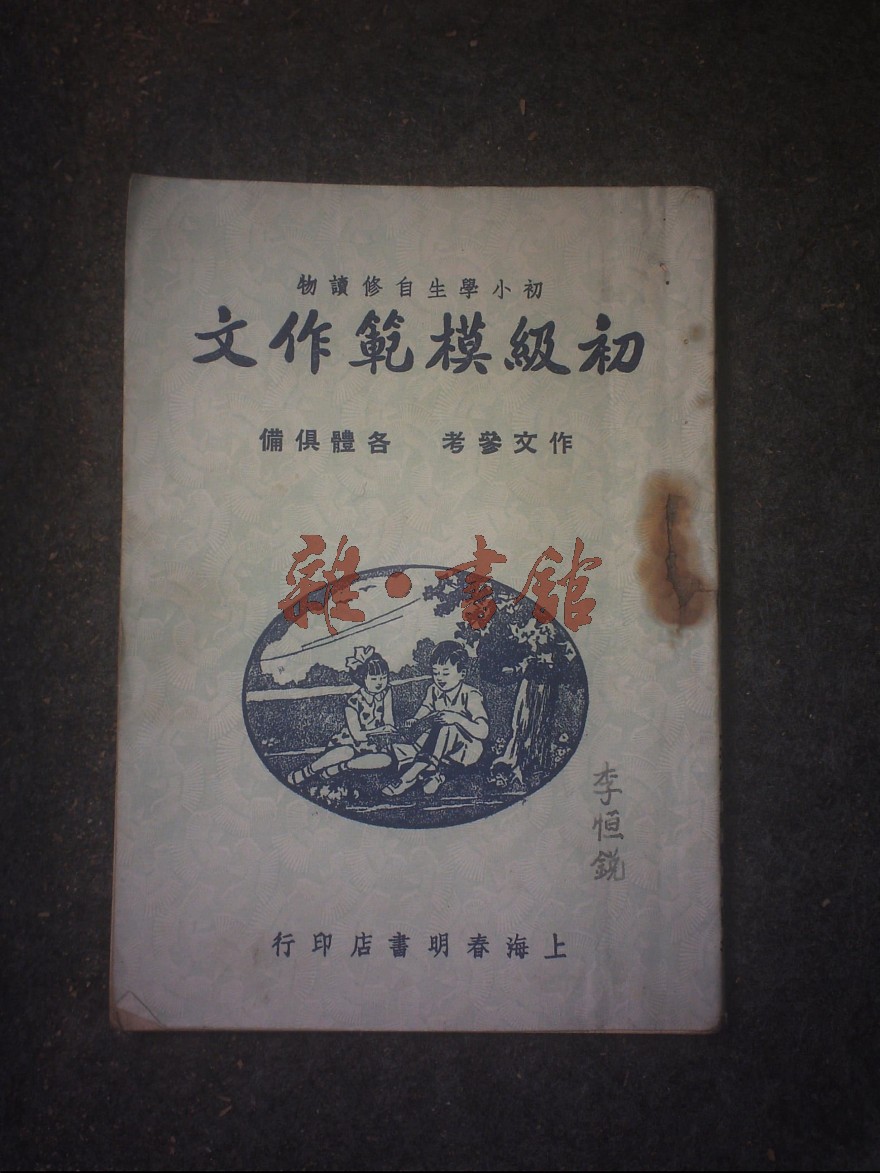 初小學生自修讀物
初級模範作文
作文參考 各體俱備
雜·書館
李恒銳
上海春明書店印行